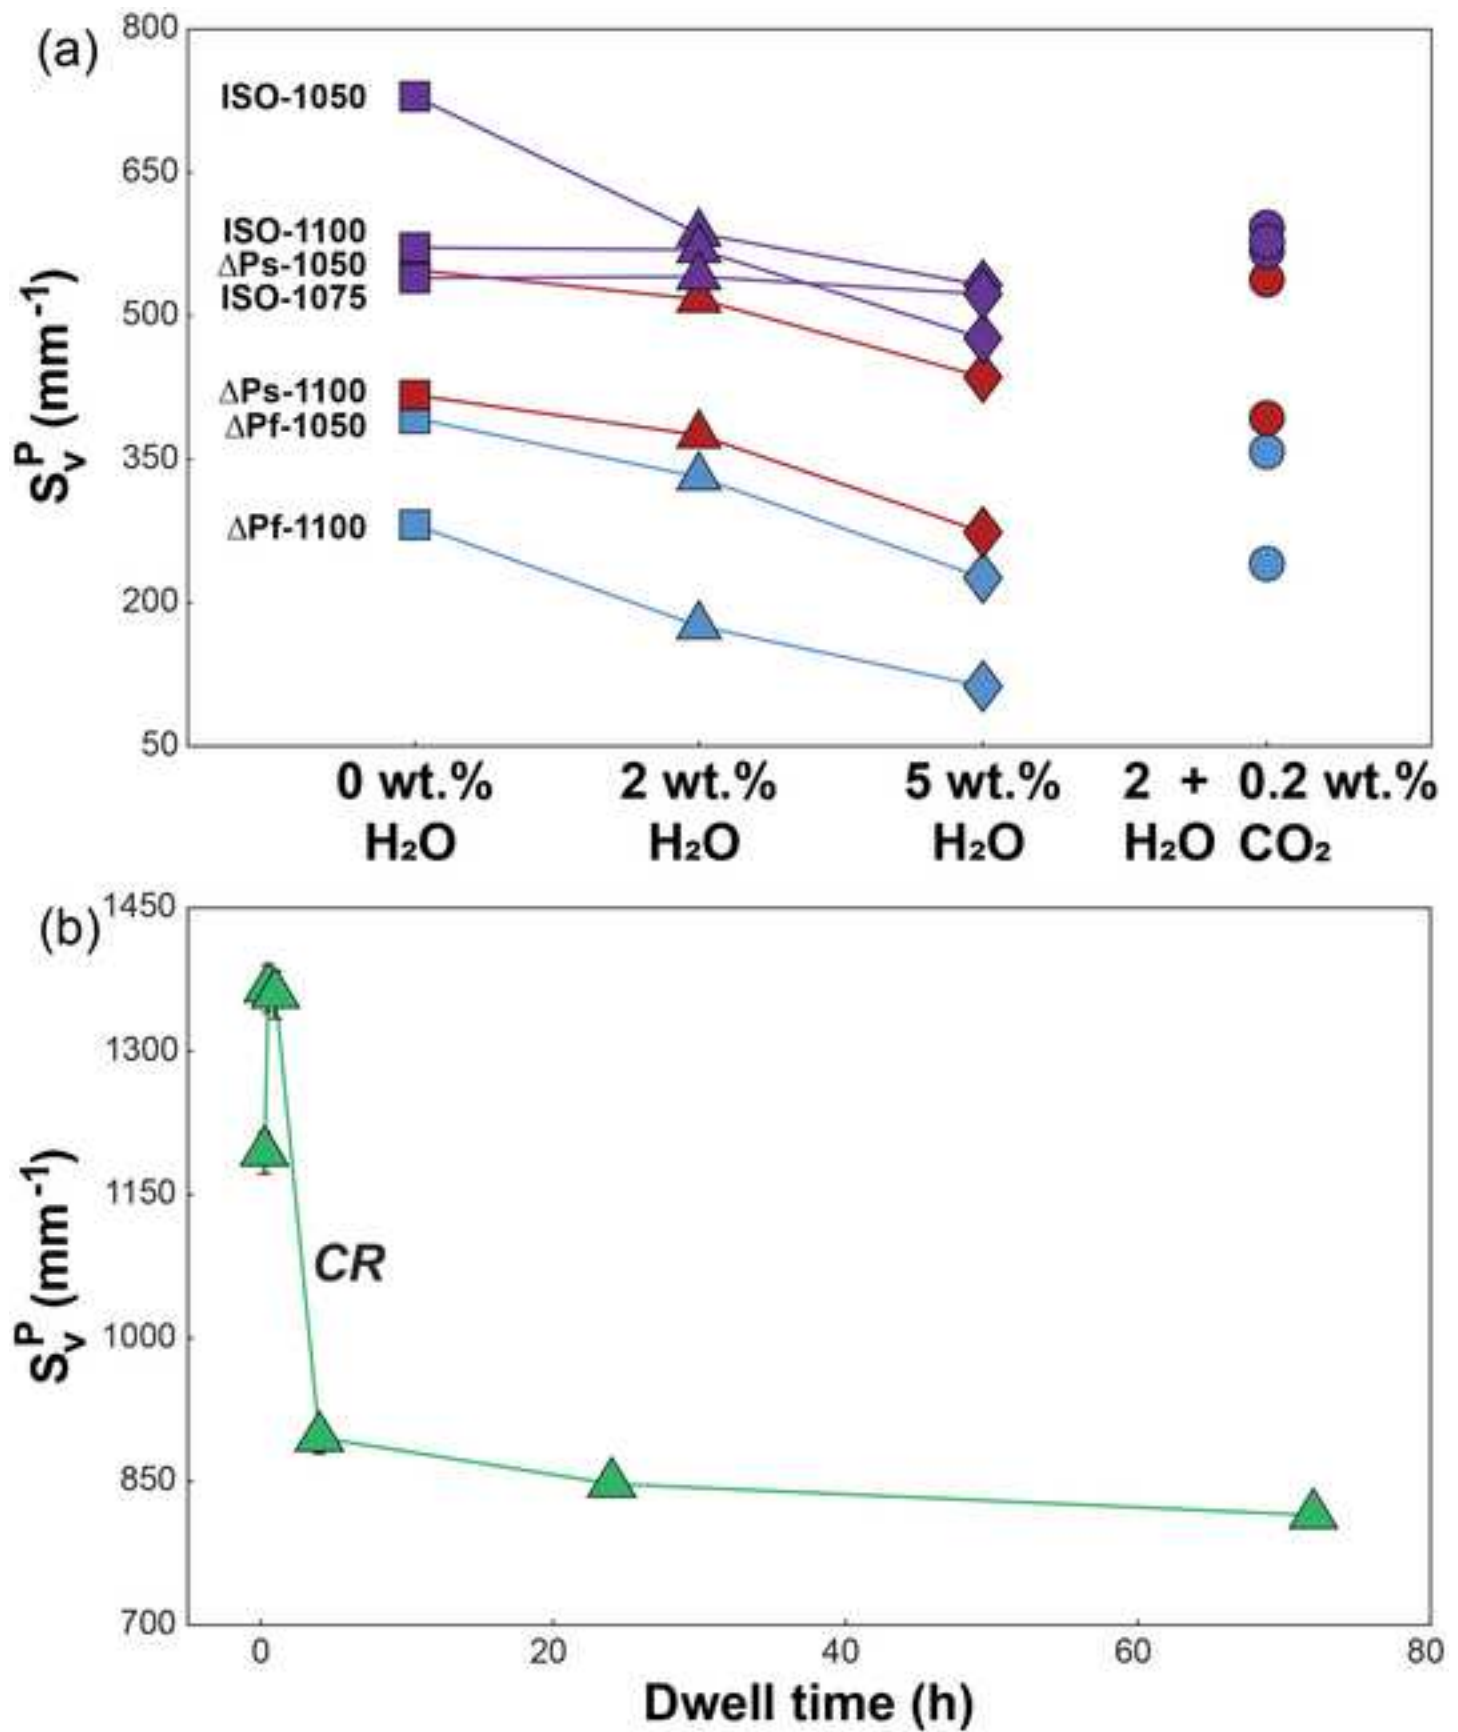 (a)
800
650
500
350
200
50
S_v^P (mm⁻¹)
ISO-1050
ISO-1100
ΔPs-1050
ISO-1075
ΔPs-1100
ΔPf-1050
ΔPf-1100
0 wt.% 2 wt.% 5 wt.% 2 + 0.2 wt.%
H₂O H₂O H₂O H₂O CO₂
(b)
1450
1300
1150
1000
850
700
S_v^P (mm⁻¹)
CR
0 20 40 60 80
Dwell time (h)